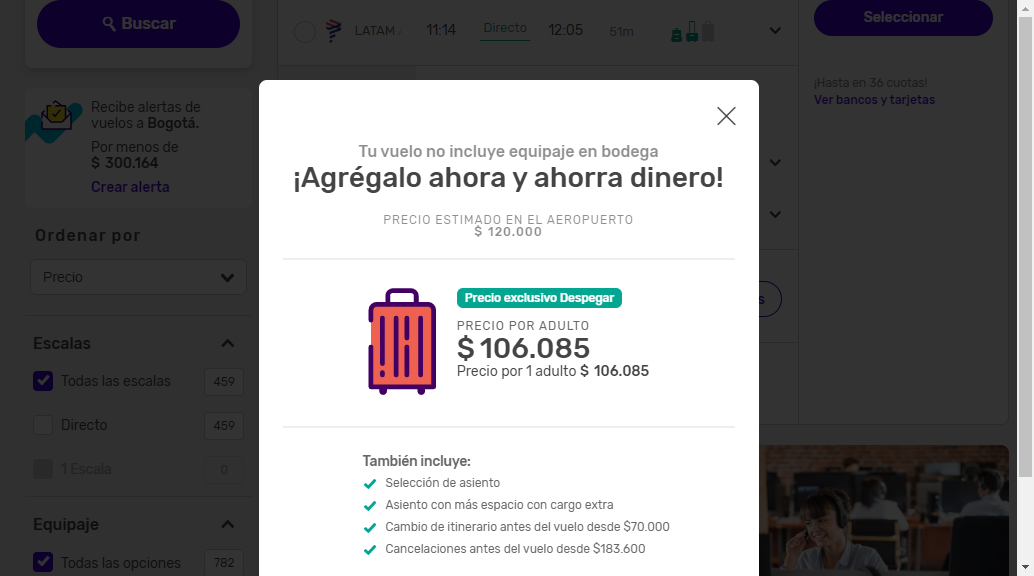 Buscar
LATAM
11:14
Directo
12:05
51m
Seleccionar
¡Hasta en 36 cuotas!
Ver bancos y tarjetas
Recibe alertas de
vuelos a Bogotá.
Por menos de
$ 300.164
Crear alerta
Ordenar por
Precio
Escalas
Todas las escalas
459
Directo
459
1 Escala
0
Equipaje
Todas las opciones
782
Tu vuelo no incluye equipaje en bodega
¡Agrégalo ahora y ahorra dinero!
PRECIO ESTIMADO EN EL AEROPUERTO
$ 120.000
Precio exclusivo Despegar
PRECIO POR ADULTO
$ 106.085
Precio por 1 adulto $ 106.085
También incluye:
Selección de asiento
Asiento con más espacio con cargo extra
Cambio de itinerario antes del vuelo desde $70.000
Cancelaciones antes del vuelo desde $183.600